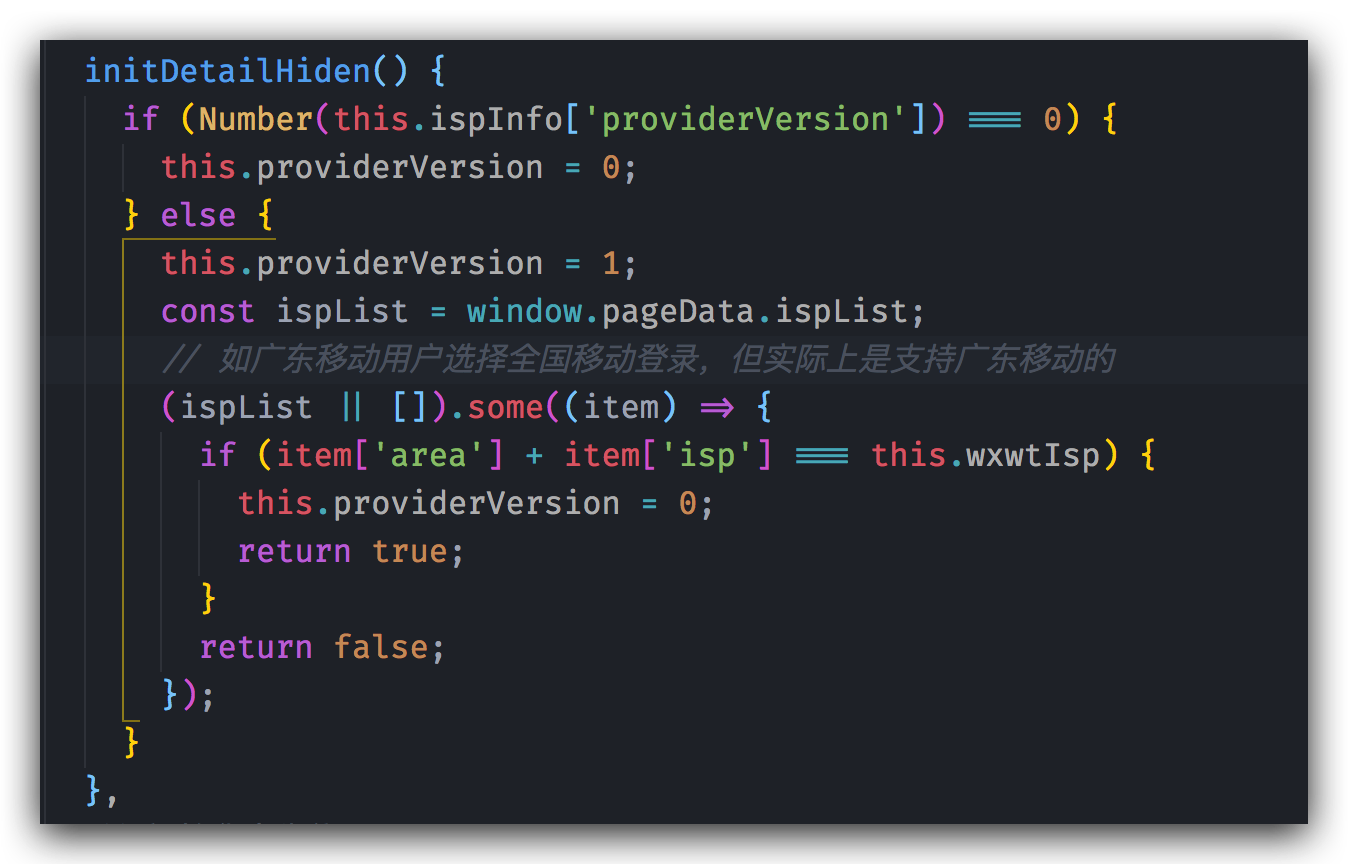 initDetailHiden() {
if (Number(this.ispInfo['providerVersion']) === 0) {
this.providerVersion = 0;
} else {
this.providerVersion = 1;
const ispList = window.pageData.ispList;
// 如广东移动用户选择全国移动登录，但实际上是支持广东移动的
(ispList || []).some((item) => {
if (item['area'] + item['isp'] === this.wxwtIsp) {
this.providerVersion = 0;
return true;
}
return false;
});
}
},